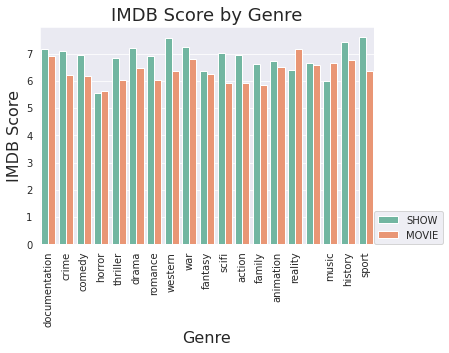 IMDB Score by Genre
IMDB Score
7
6
5
4
3
2
1
0
documentation
crime
comedy
horror
thriller
drama
romance
western
war
fantasy
scifi
action
family
animation
reality
music
history
sport
Genre
SHOW
MOVIE